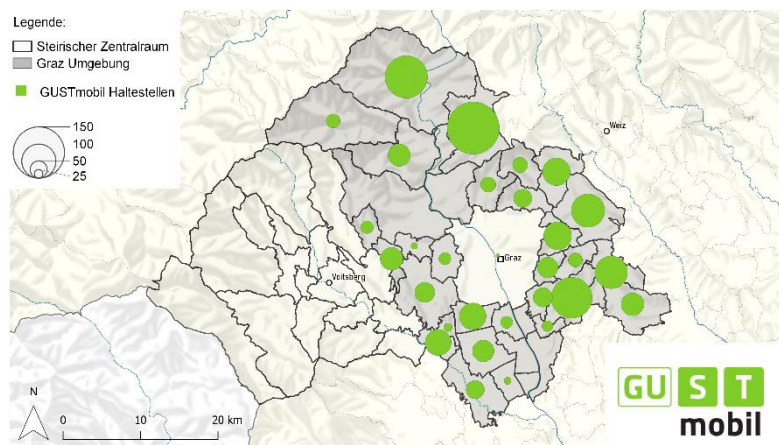 Legende:
Steirischer Zentralraum
Graz Umgebung
GUSTmobil Haltestellen
150
100
50
25
Weiz
Graz
Voitsberg
N
0 10 20 km
GUST
mobil